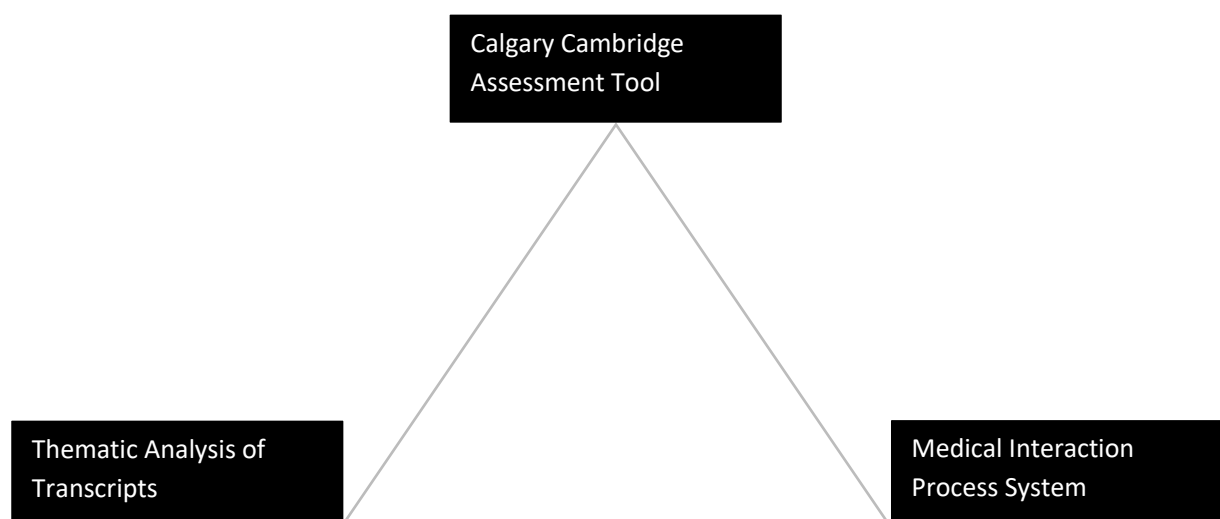 Calgary Cambridge
Assessment Tool
Thematic Analysis of
Transcripts
Medical Interaction
Process System